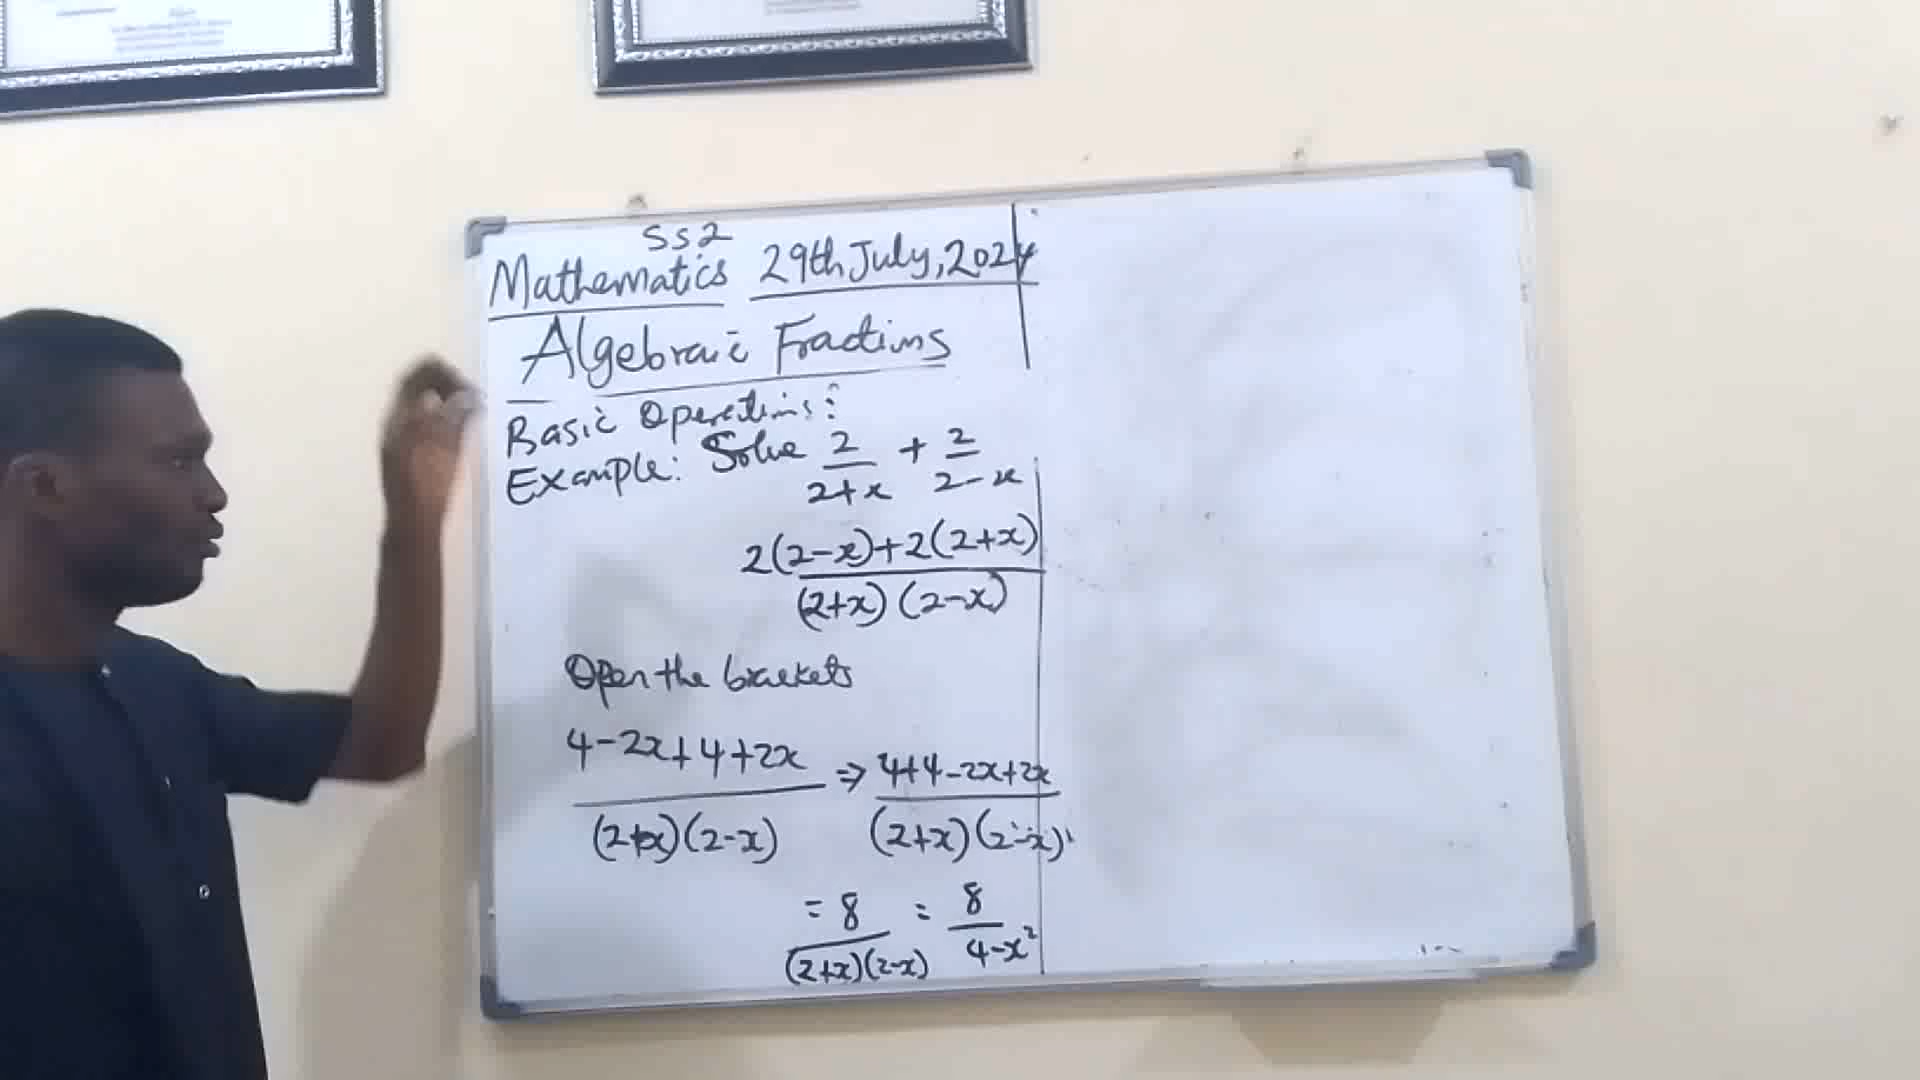 SS2
Mathematics 29th July, 2024
Algebraic Fractions
Basic Operations:
Example: Solve 2/(2+x) + 2/(2-x)
2(2-x)+2(2+x)
(2+x)(2-x)
Open the brackets
4-2x+4+2x ⇒ 4+4-2x+2x
(2+x)(2-x) (2+x)(2-x)
= 8/((2+x)(2-x)) = 8/(4-x²)